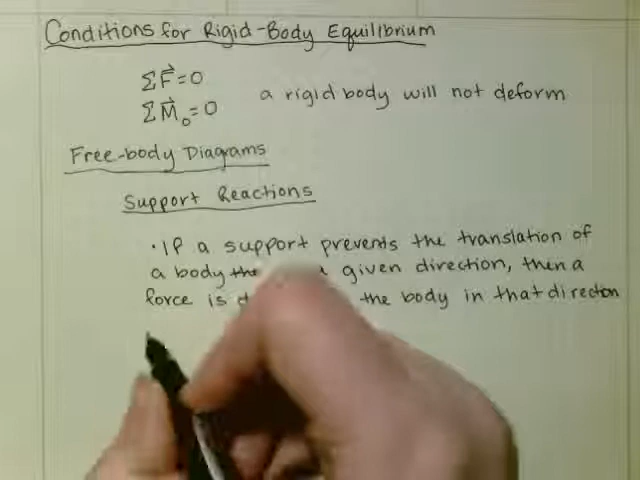 Conditions for Rigid-Body Equilibrium
ΣF⃗=0
ΣM⃗₀=0 a rigid body will not deform
Free-body Diagrams
Support Reactions
·If a support prevents the translation of
a body given direction, then a
force is the body in that direction